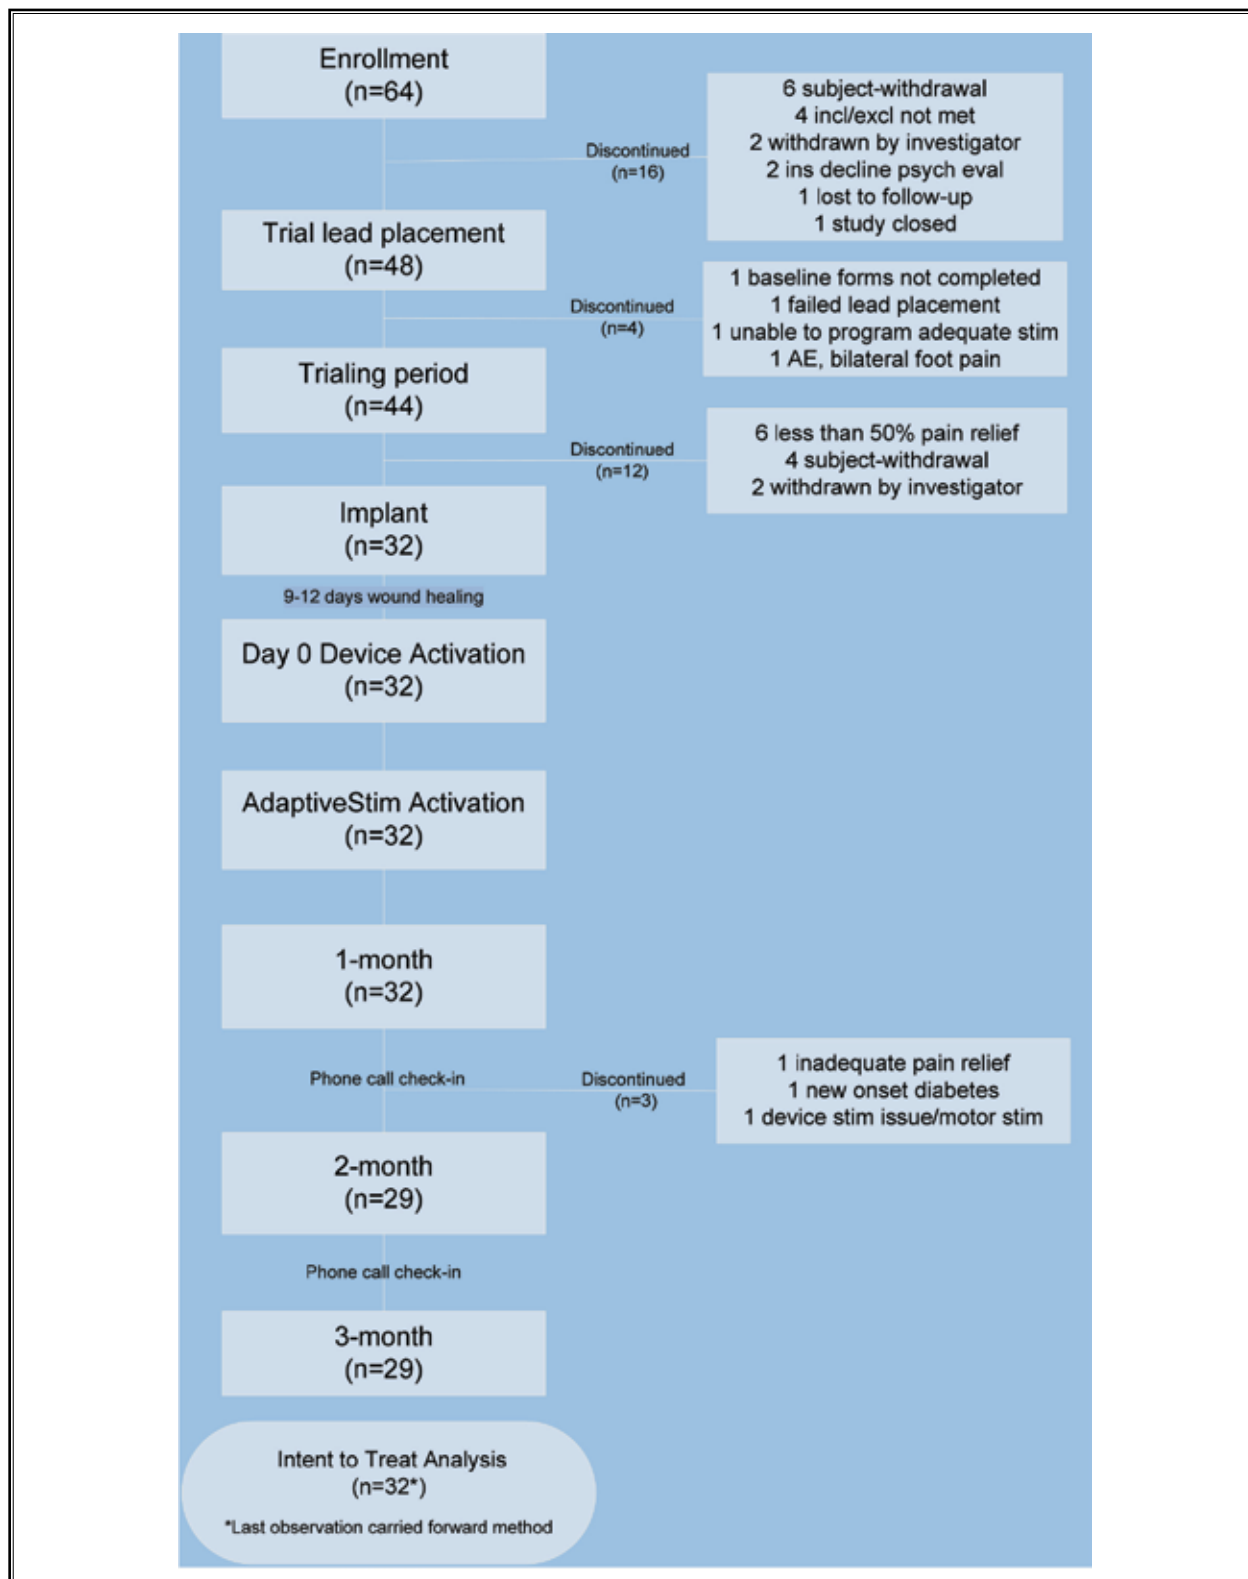 Enrollment
(n=64)
Discontinued
(n=16)
6 subject-withdrawal
4 incl/excl not met
2 withdrawn by investigator
2 ins decline psych eval
1 lost to follow-up
1 study closed
Trial lead placement
(n=48)
Discontinued
(n=4)
1 baseline forms not completed
1 failed lead placement
1 unable to program adequate stim
1 AE, bilateral foot pain
Trialing period
(n=44)
Discontinued
(n=12)
6 less than 50% pain relief
4 subject-withdrawal
2 withdrawn by investigator
Implant
(n=32)
9-12 days wound healing
Day 0 Device Activation
(n=32)
AdaptiveStim Activation
(n=32)
1-month
(n=32)
Phone call check-in
Discontinued
(n=3)
1 inadequate pain relief
1 new onset diabetes
1 device stim issue/motor stim
2-month
(n=29)
Phone call check-in
3-month
(n=29)
Intent to Treat Analysis
(n=32*)
*Last observation carried forward method